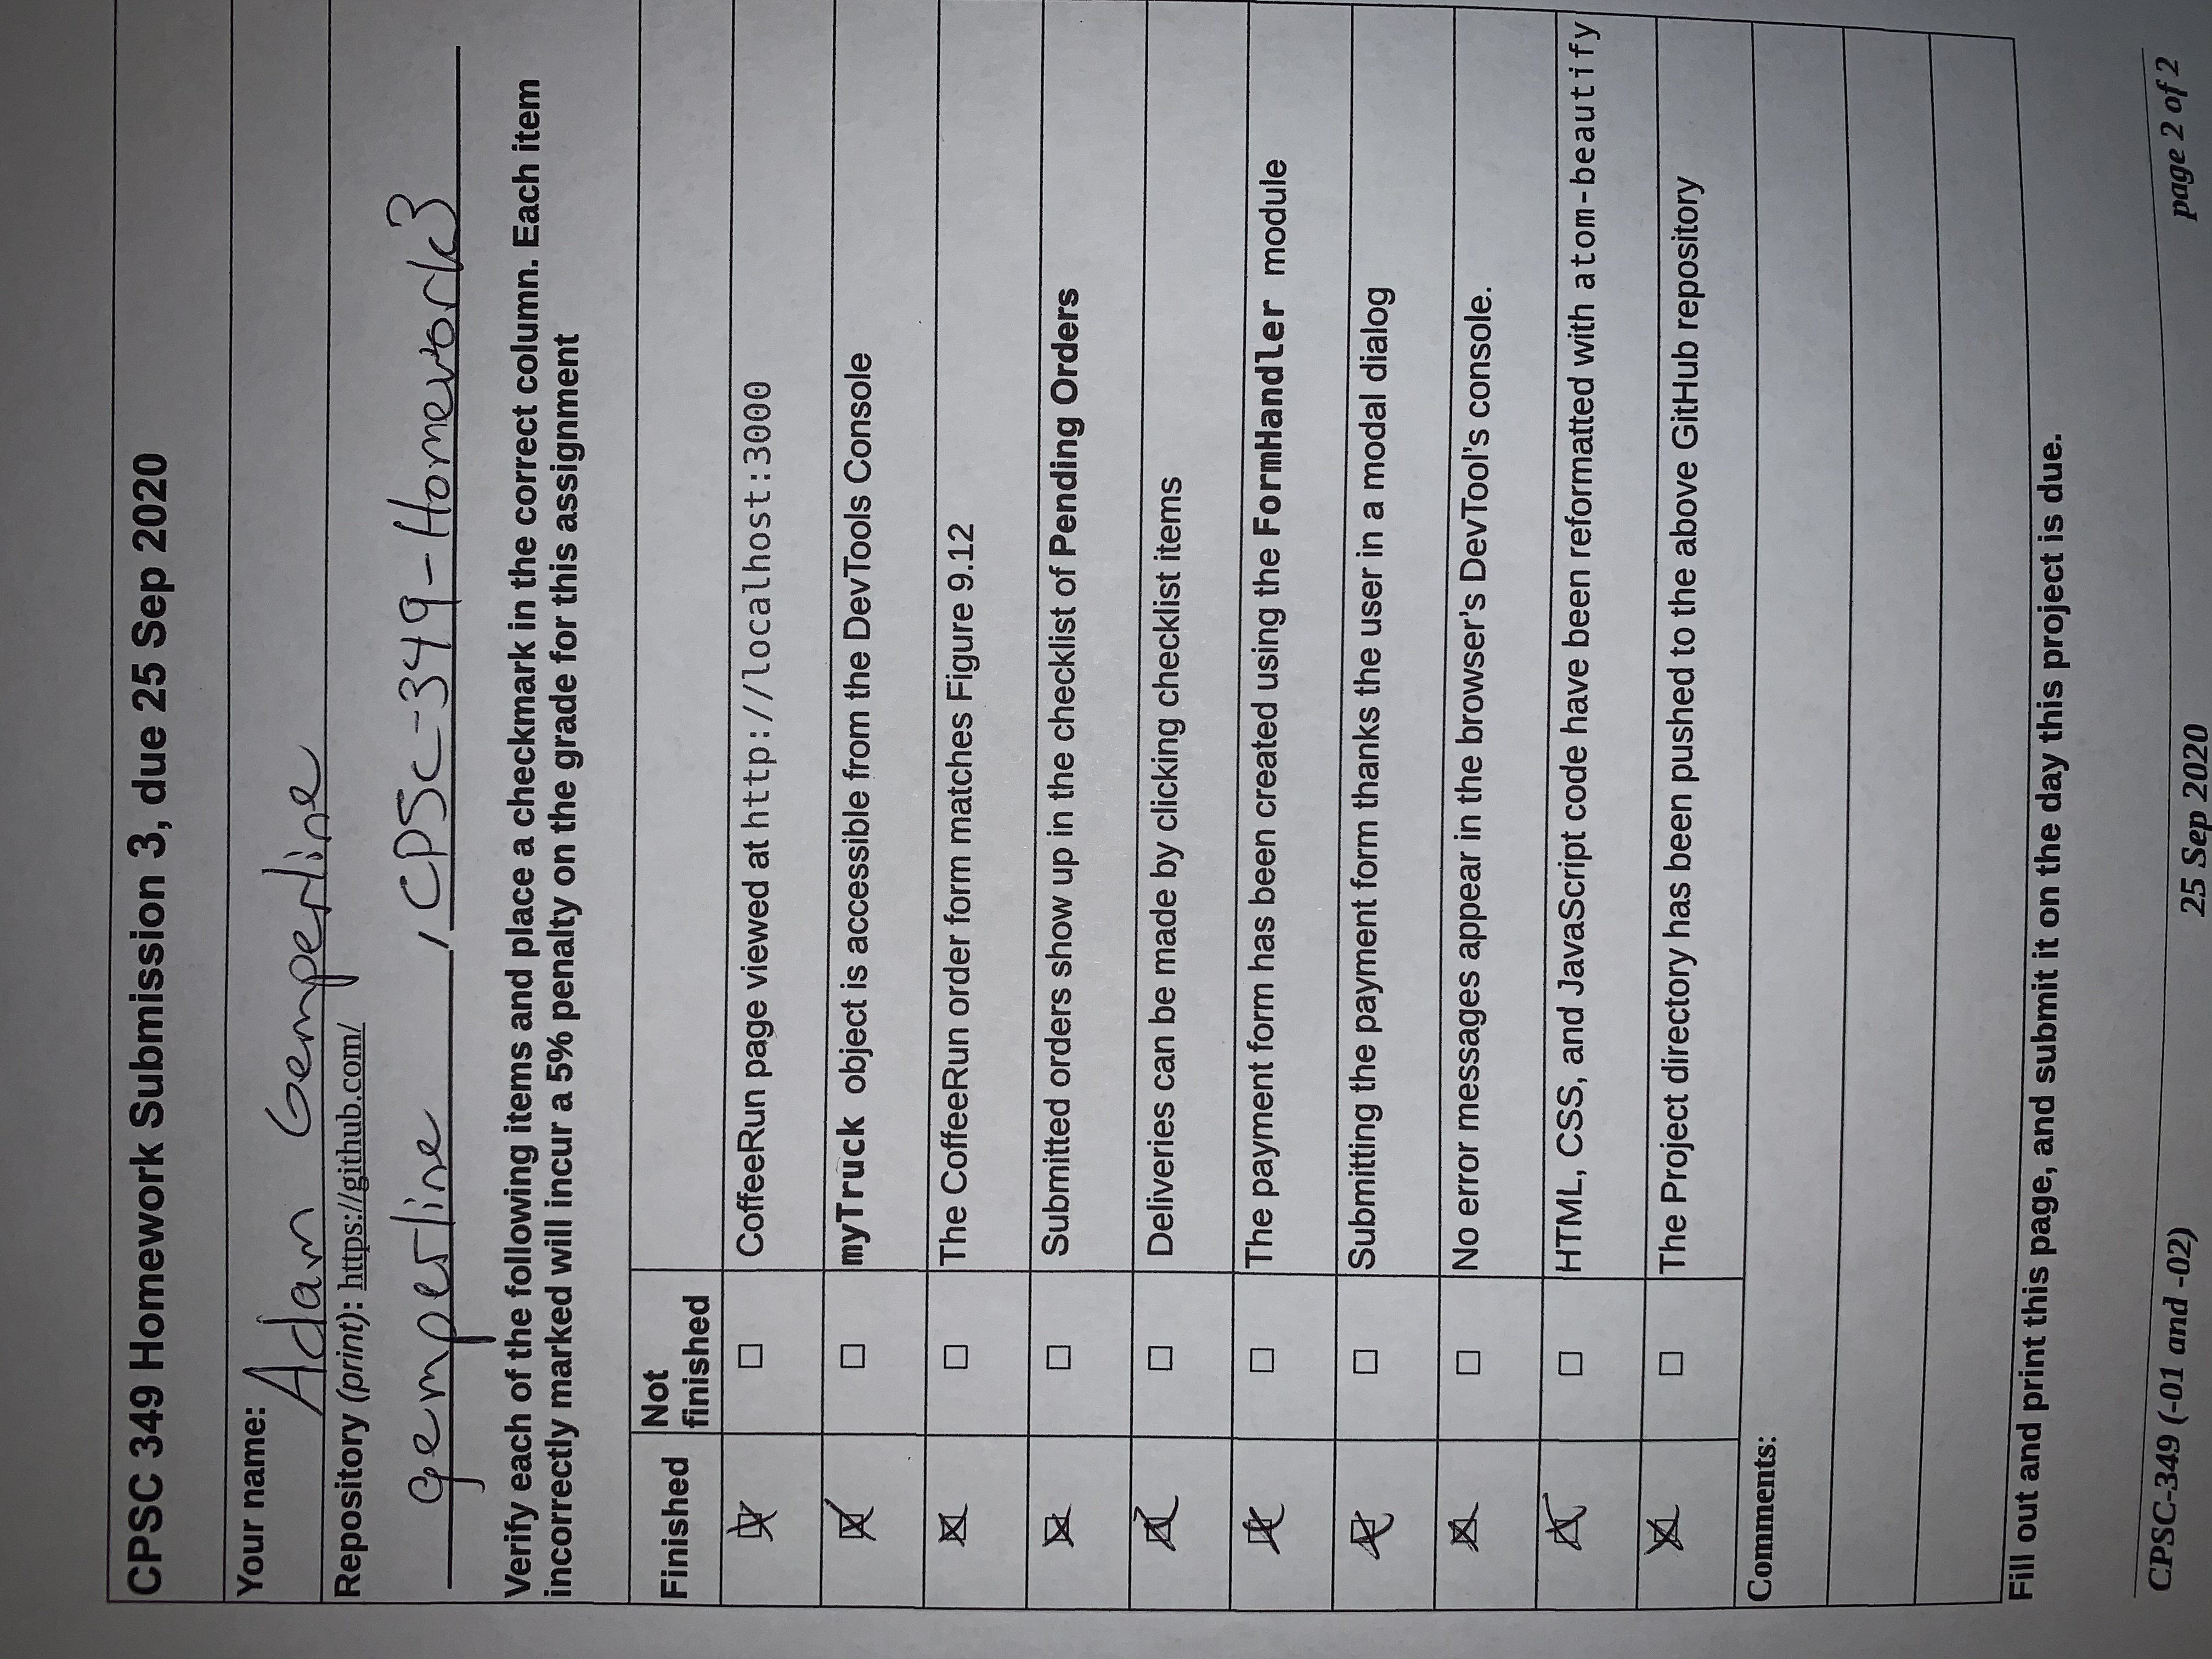 CPSC 349 Homework Submission 3, due 25 Sep 2020
Your name: Adam Gemperline
Repository (print): https://github.com/
gemperline / CPSC-349-Homework3
Verify each of the following items and place a checkmark in the correct column. Each item
incorrectly marked will incur a 5% penalty on the grade for this assignment
Finished Not finished
CoffeeRun page viewed at http://localhost:3000
myTruck object is accessible from the DevTools Console
The CoffeeRun order form matches Figure 9.12
Submitted orders show up in the checklist of Pending Orders
Deliveries can be made by clicking checklist items
The payment form has been created using the FormHandler module
Submitting the payment form thanks the user in a modal dialog
No error messages appear in the browser's DevTool's console.
HTML, CSS, and JavaScript code have been reformatted with atom-beautify
The Project directory has been pushed to the above GitHub repository
Comments:
Fill out and print this page, and submit it on the day this project is due.
CPSC-349 (-01 and -02) 25 Sep 2020 page 2 of 2